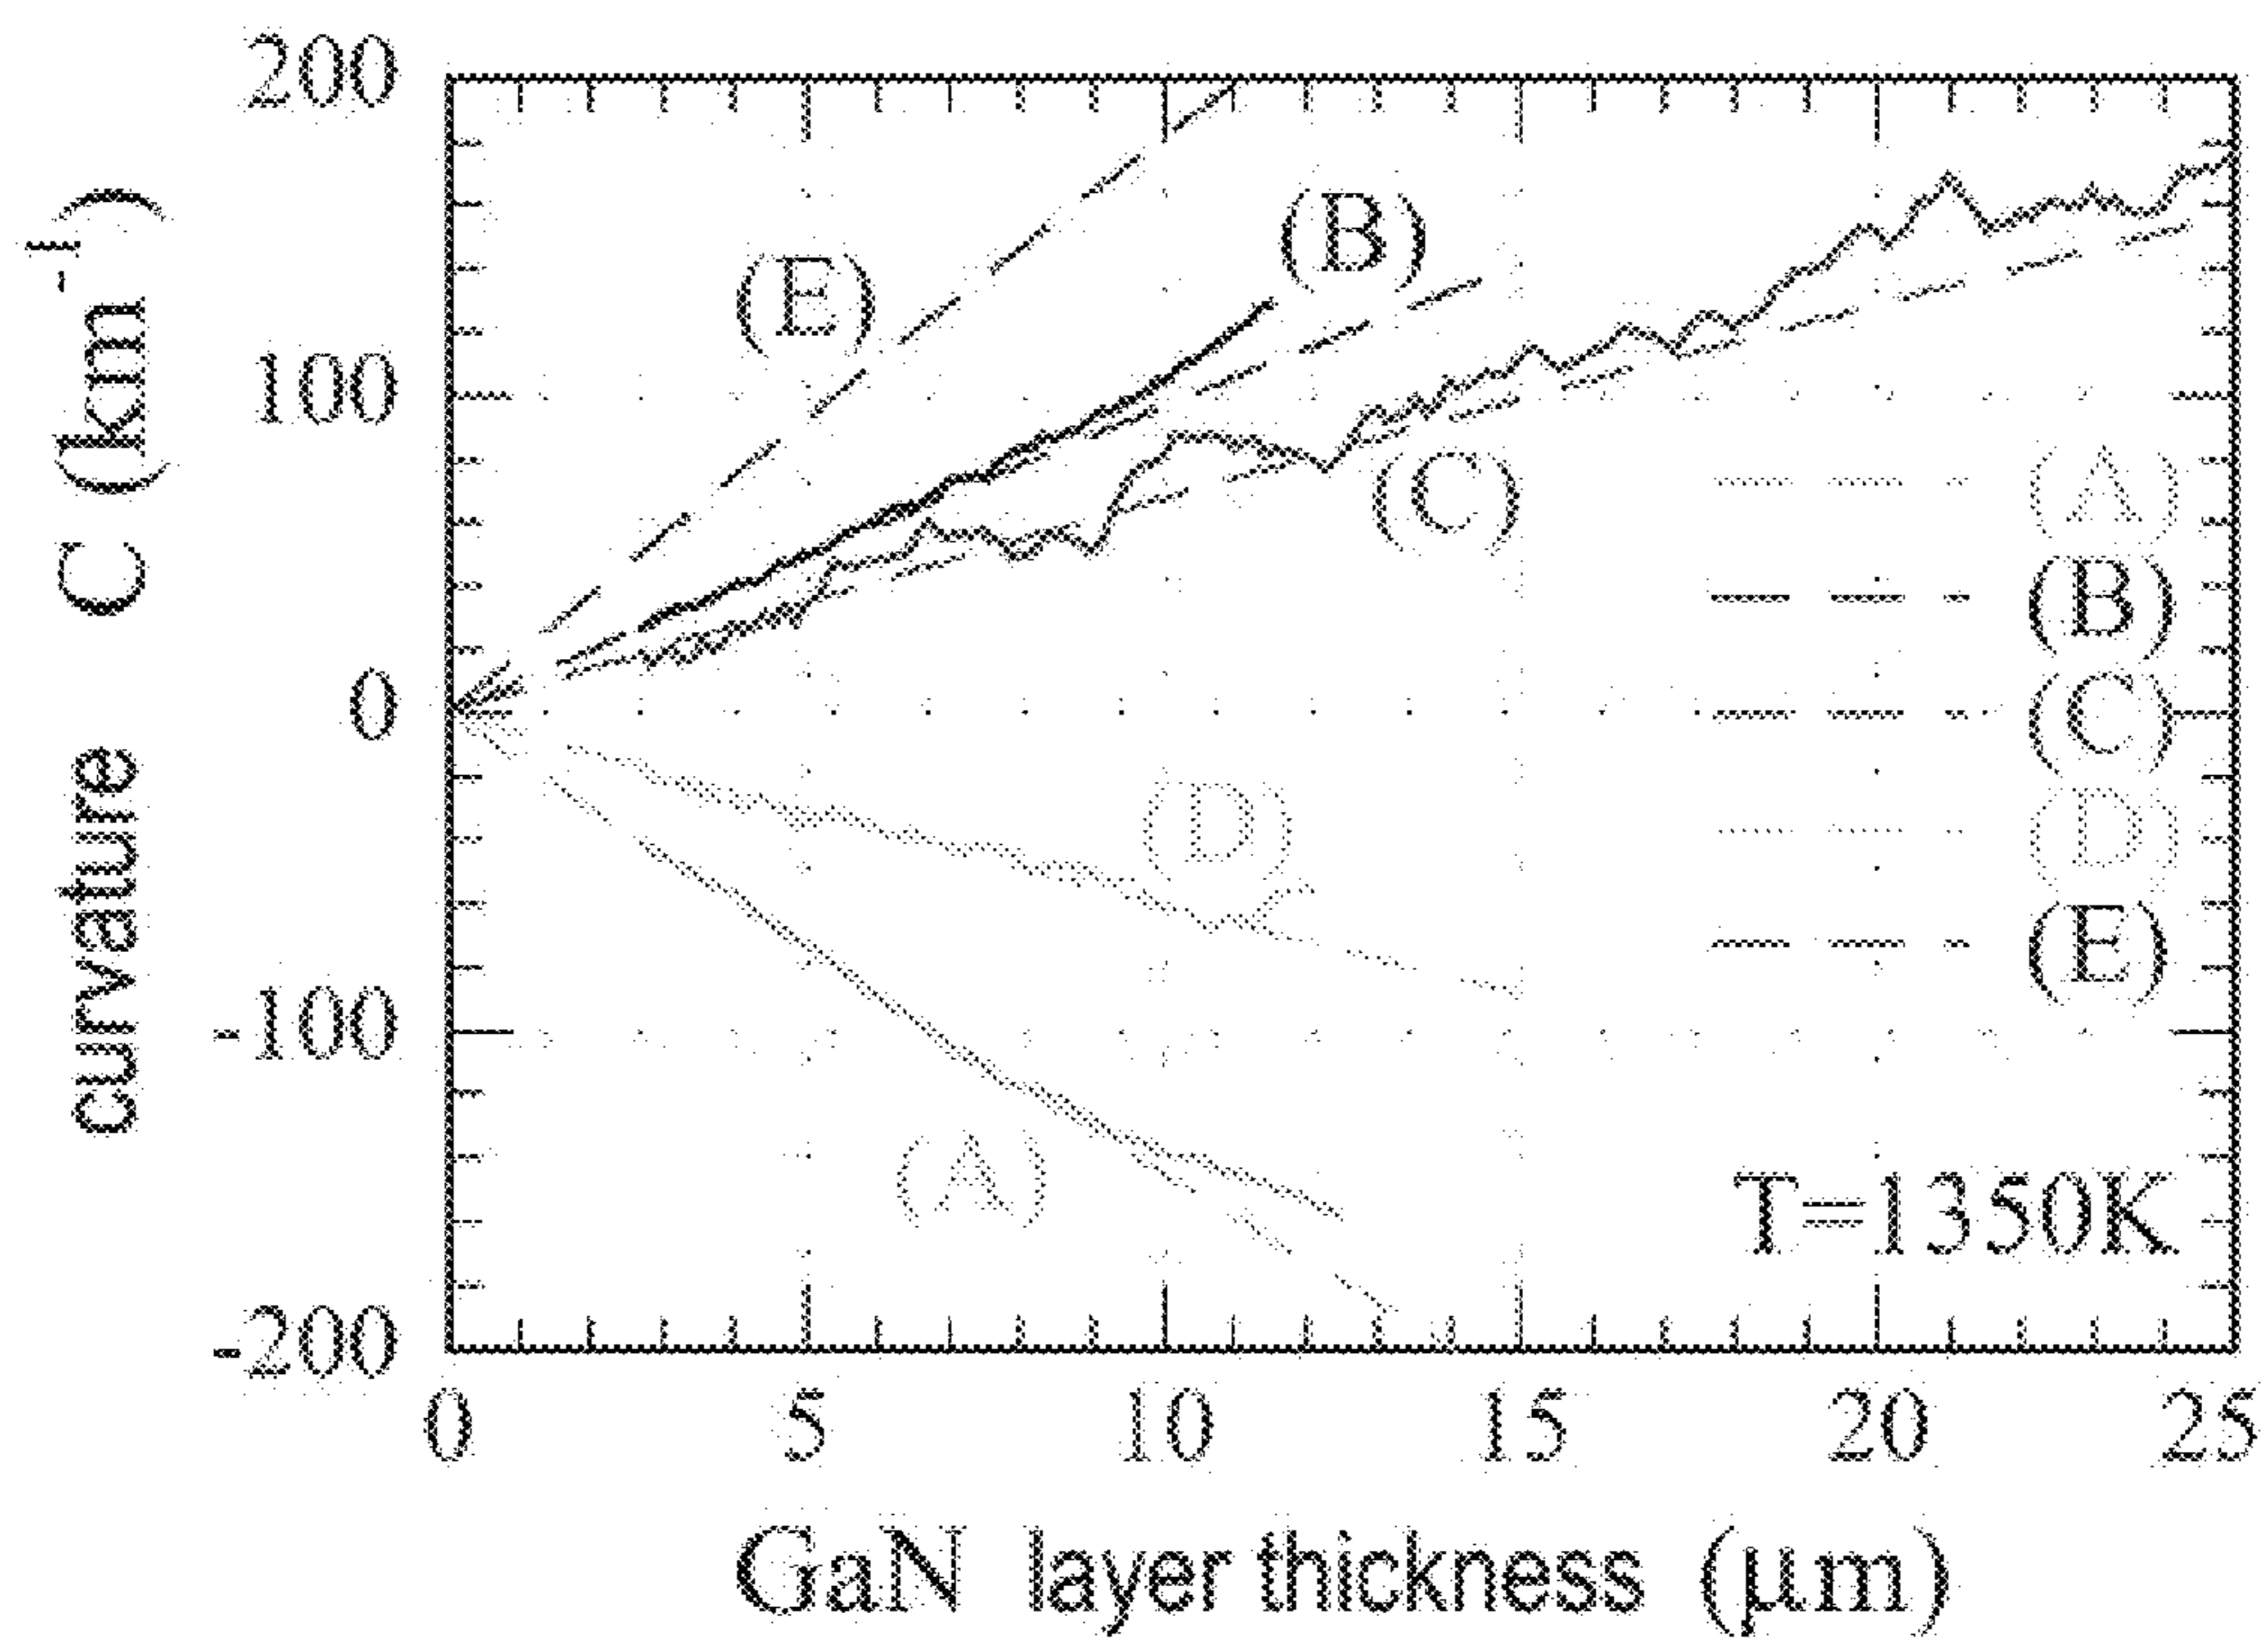 curvature C (km⁻¹)
200
100
0
-100
-200
(E)
(B)
(C)
(D)
(A)
(A)
(B)
(C)
(D)
(E)
T=1350K
0 5 10 15 20 25
GaN layer thickness (μm)